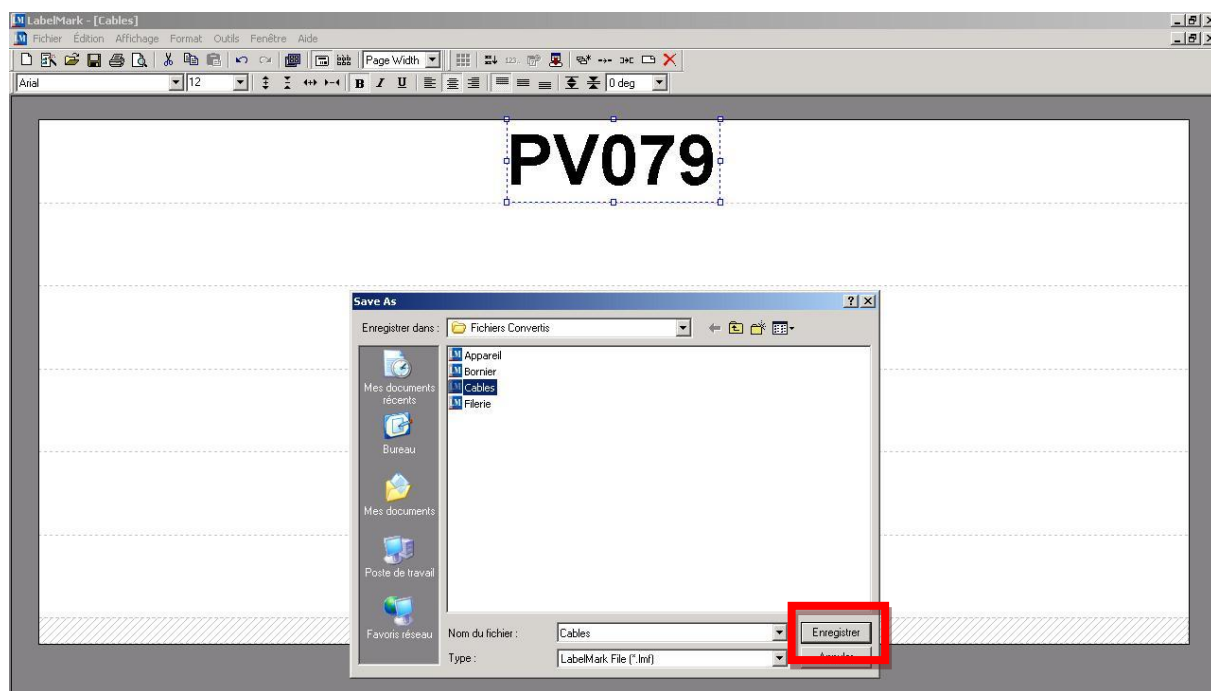 LabelMark - [Cables]
Fichier Édition Affichage Format Outils Fenêtre Aide
Page Width
Arial 12 B I U 0 deg
PV079
Save As
Enregistrer dans : Fichiers Convertis
Appareil
Bornier
Cables
Filerie
Mes documents
récents
Bureau
Mes documents
Poste de travail
Favoris réseau
Nom du fichier : Cables Enregistrer
Type : LabelMark File (*.lmf)